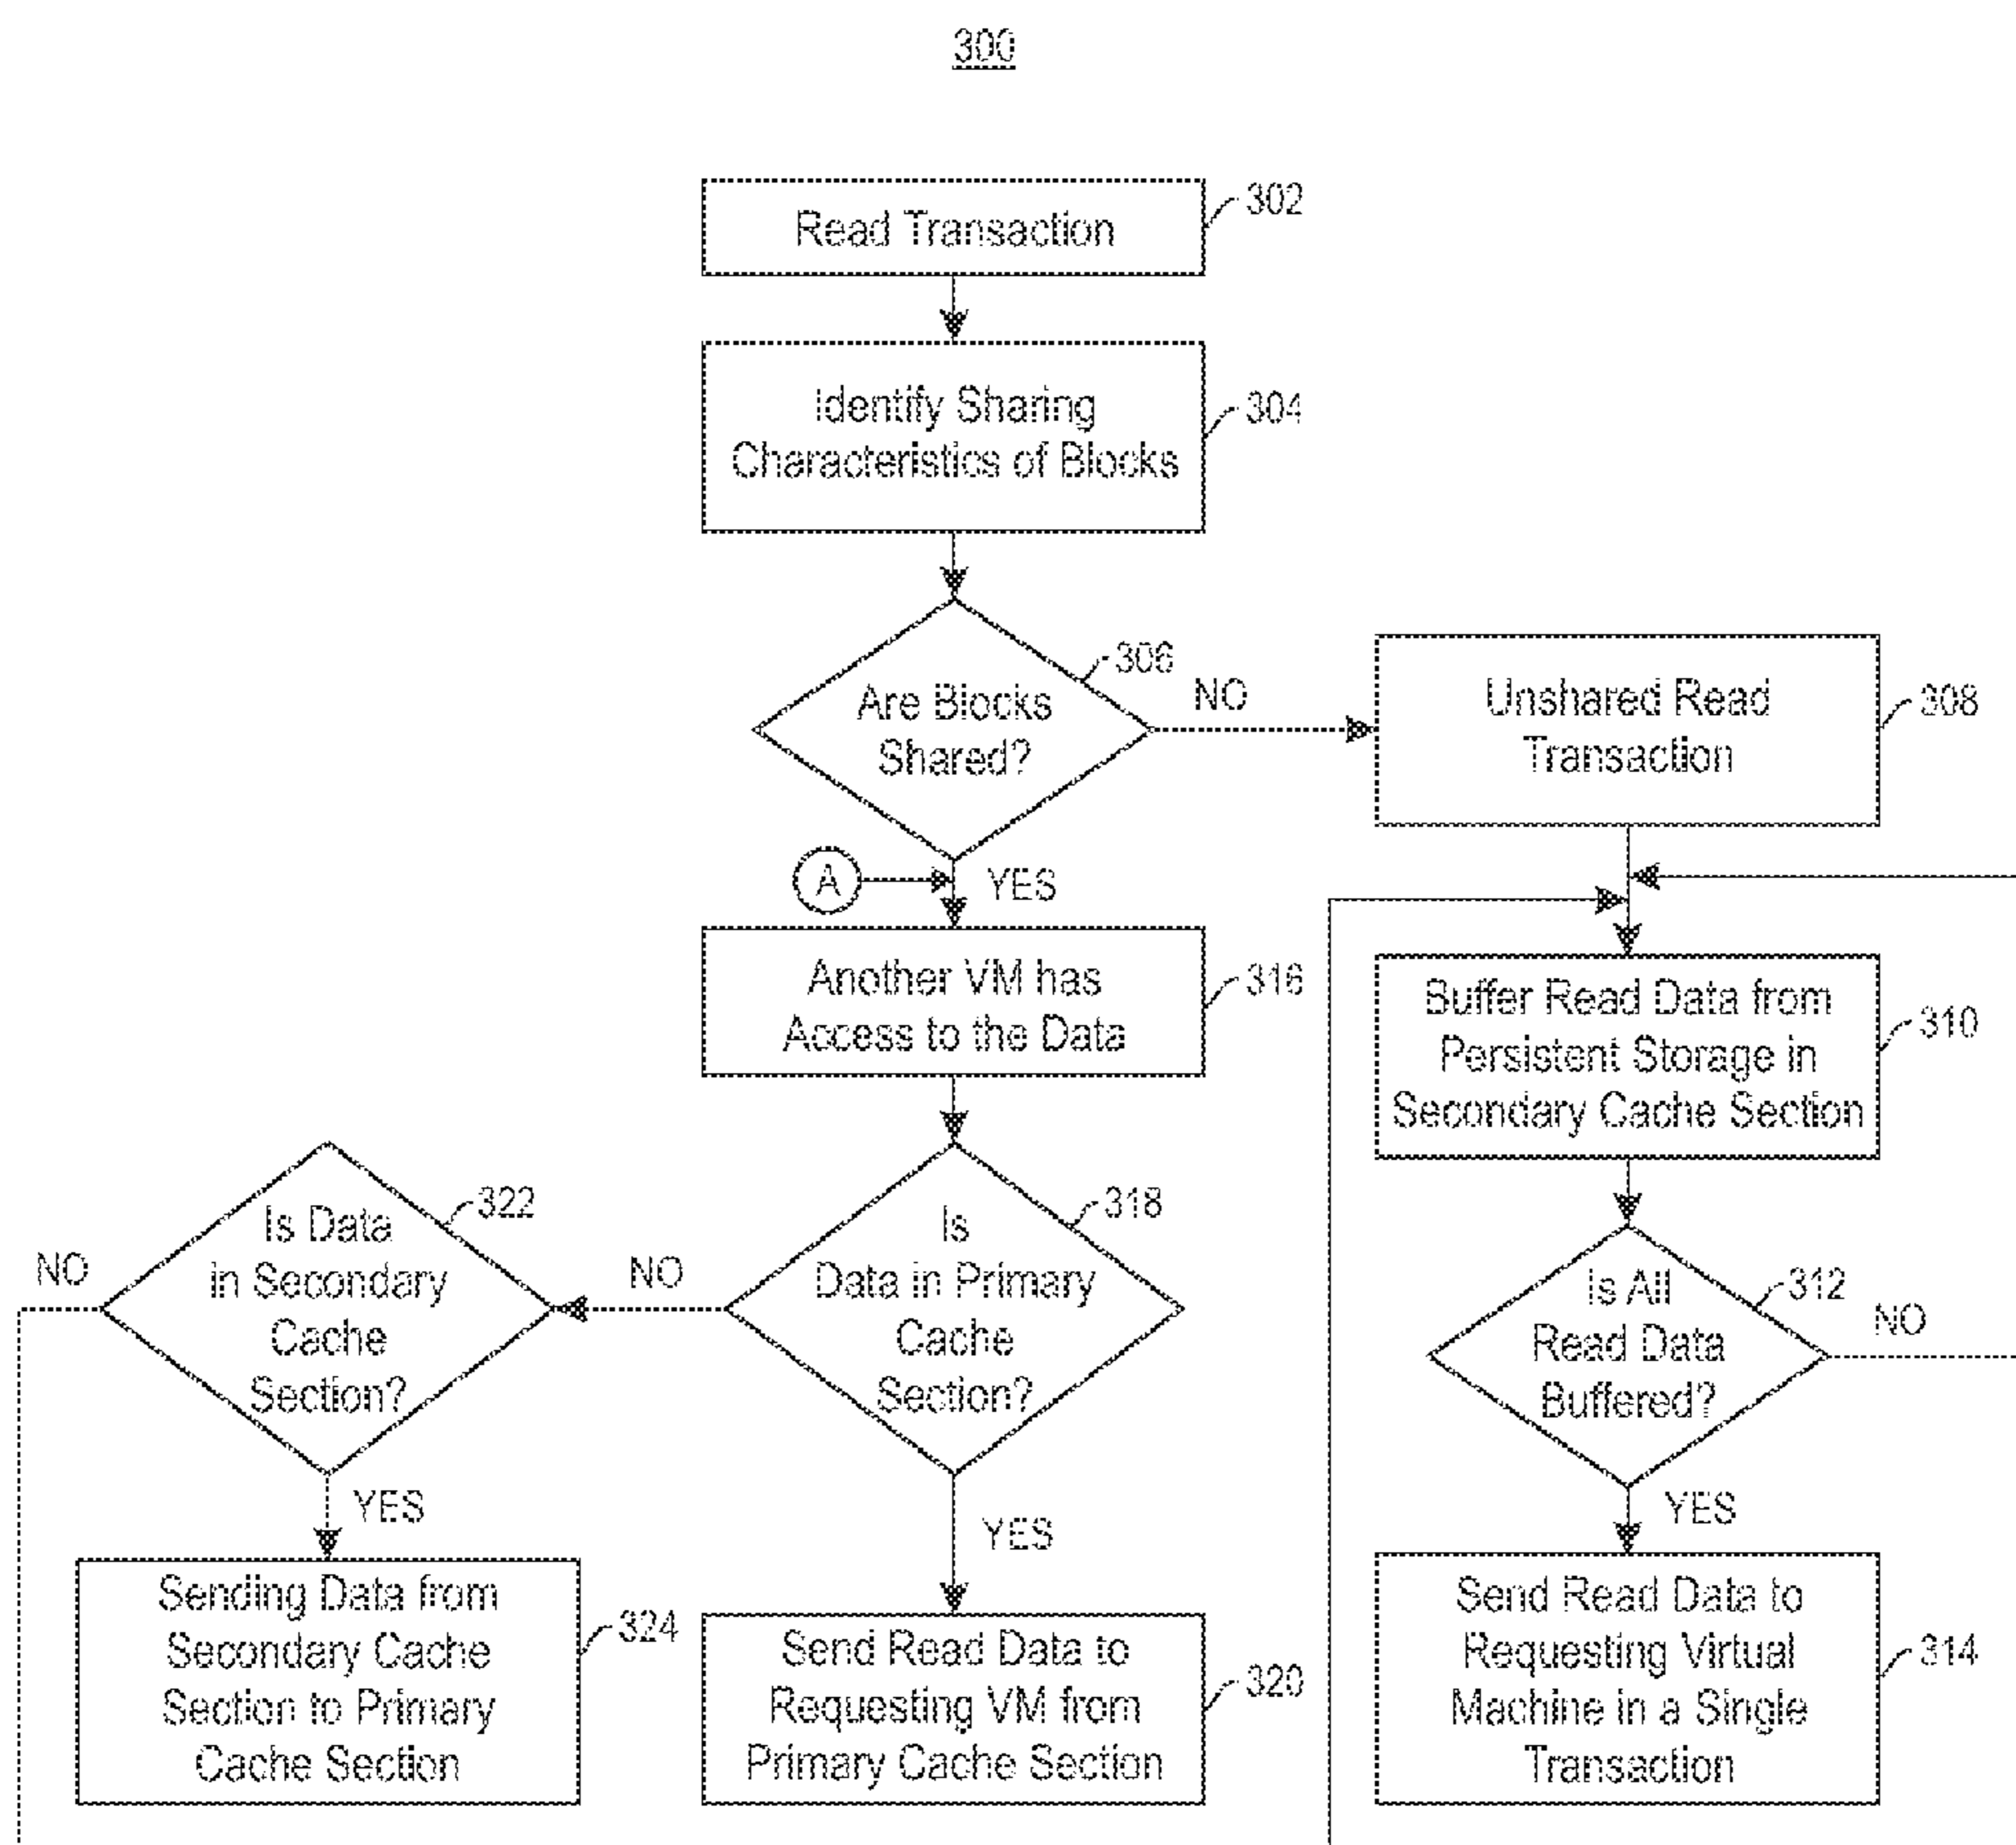 300
Read Transaction
302
Identify Sharing
Characteristics of Blocks
304
Are Blocks
Shared?
306
NO
Unshared Read
Transaction
308
A
YES
Another VM has
Access to the Data
316
Buffer Read Data from
Persistent Storage in
Secondary Cache Section
310
Is Data
in Secondary
Cache
Section?
322
NO
NO
Is
Data in Primary
Cache
Section?
318
Is All
Read Data
Buffered?
312
NO
YES
YES
YES
Sending Data from
Secondary Cache
Section to Primary
Cache Section
324
Send Read Data to
Requesting VM from
Primary Cache Section
320
Send Read Data to
Requesting Virtual
Machine in a Single
Transaction
314